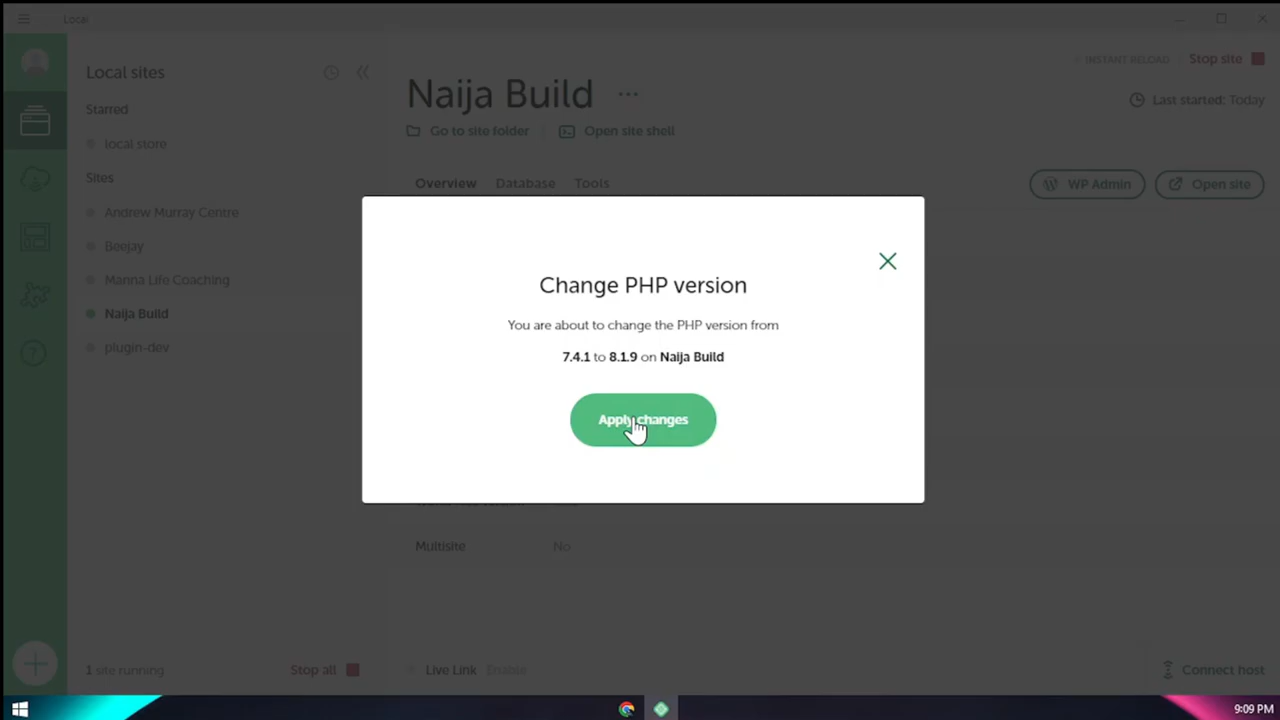 Local
Local sites
Starred
local store
Sites
Andrew Murray Centre
Beejay
Manna Life Coaching
Naija Build
plugin-dev
1 site running
Stop all
Naija Build
Go to site folder
Open site shell
INSTANT RELOAD
Stop site
Last started: Today
Overview
Database
Tools
WP Admin
Open site
Change PHP version
You are about to change the PHP version from
7.4.1 to 8.1.9 on Naija Build
Apply changes
Multisite
No
Live Link
Enable
Connect host
9:09 PM